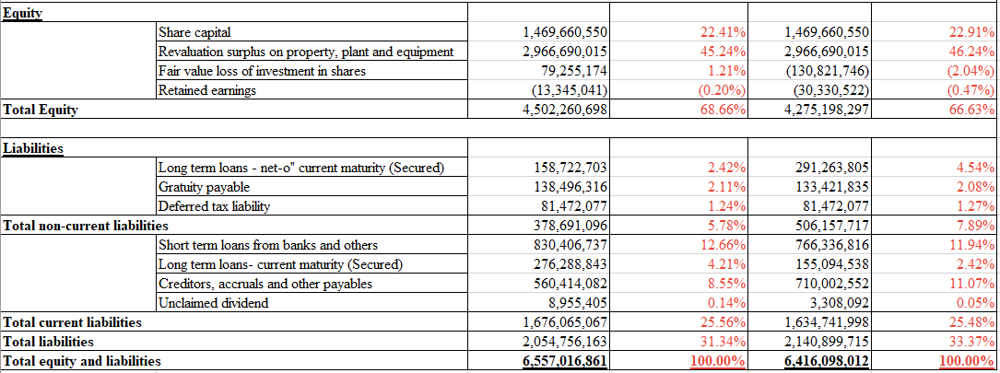 Equity
Share capital 1,469,660,550 22.41% 1,469,660,550 22.91%
Revaluation surplus on property, plant and equipment 2,966,690,015 45.24% 2,966,690,015 46.24%
Fair value loss of investment in shares 79,255,174 1.21% (130,821,746) (2.04%)
Retained earnings (13,345,041) (0.20%) (30,330,522) (0.47%)
Total Equity 4,502,260,698 68.66% 4,275,198,297 66.63%
Liabilities
Long term loans - net-o" current maturity (Secured) 158,722,703 2.42% 291,263,805 4.54%
Gratuity payable 138,496,316 2.11% 133,421,835 2.08%
Deferred tax liability 81,472,077 1.24% 81,472,077 1.27%
Total non-current liabilities 378,691,096 5.78% 506,157,717 7.89%
Short term loans from banks and others 830,406,737 12.66% 766,336,816 11.94%
Long term loans- current maturity (Secured) 276,288,843 4.21% 155,094,538 2.42%
Creditors, accruals and other payables 560,414,082 8.55% 710,002,552 11.07%
Unclaimed dividend 8,955,405 0.14% 3,308,092 0.05%
Total current liabilities 1,676,065,067 25.56% 1,634,741,998 25.48%
Total liabilities 2,054,756,163 31.34% 2,140,899,715 33.37%
Total equity and liabilities 6,557,016,861 100.00% 6,416,098,012 100.00%